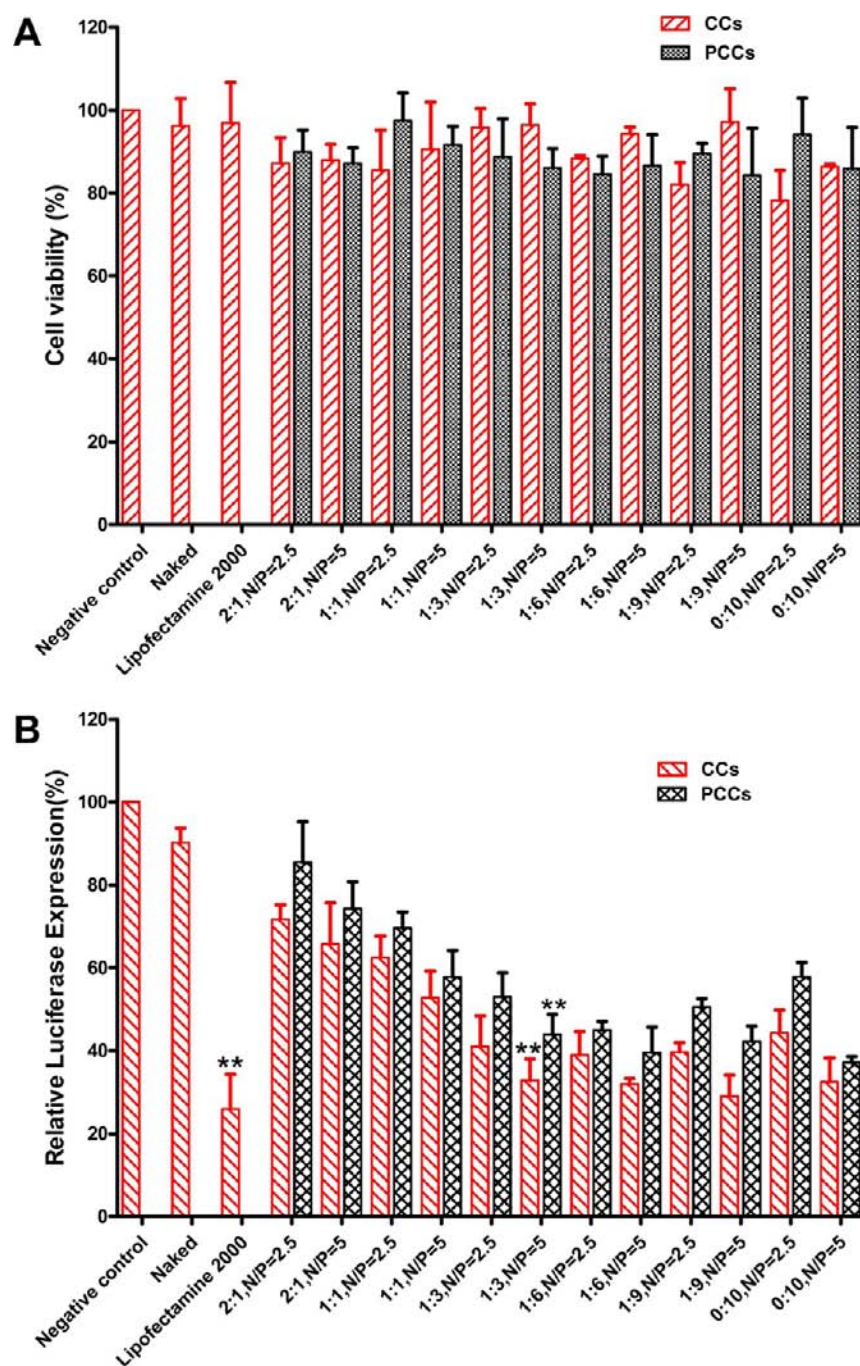 A
CCs
PCCs
Cell viability (%)
120
100
80
60
40
20
0
Negative control
Naked
Lipofectamine 2000
2:1,N/P=2.5
2:1,N/P=5
1:1,N/P=2.5
1:1,N/P=5
1:3,N/P=2.5
1:3,N/P=5
1:6,N/P=2.5
1:6,N/P=5
1:9,N/P=2.5
1:9,N/P=5
0:10,N/P=2.5
0:10,N/P=5
B
CCs
PCCs
Relative Luciferase Expression(%)
120
100
80
60
40
20
0
**
**
**
Negative control
Naked
Lipofectamine 2000
2:1,N/P=2.5
2:1,N/P=5
1:1,N/P=2.5
1:1,N/P=5
1:3,N/P=2.5
1:3,N/P=5
1:6,N/P=2.5
1:6,N/P=5
1:9,N/P=2.5
1:9,N/P=5
0:10,N/P=2.5
0:10,N/P=5